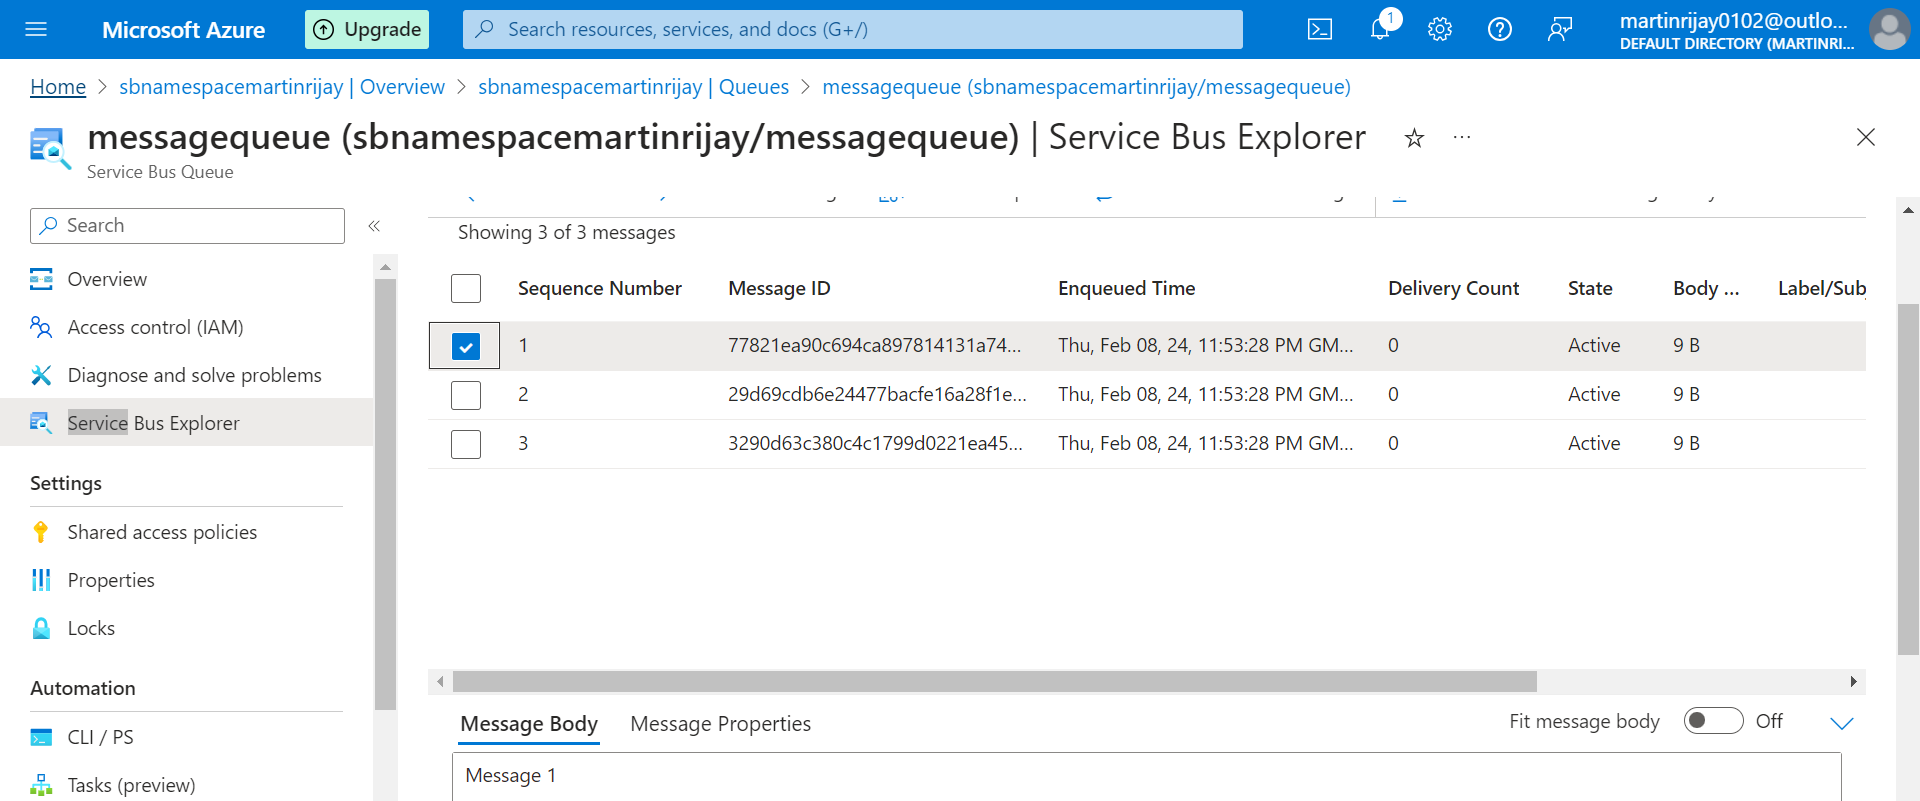 Microsoft Azure
Upgrade
Search resources, services, and docs (G+/)
1
martinrijay0102@outlo...
DEFAULT DIRECTORY (MARTINRI...
Home > sbnamespacemartinrijay | Overview > sbnamespacemartinrijay | Queues > messagequeue (sbnamespacemartinrijay/messagequeue)
messagequeue (sbnamespacemartinrijay/messagequeue) | Service Bus Explorer
Service Bus Queue
Search
Overview
Access control (IAM)
Diagnose and solve problems
Service Bus Explorer
Settings
Shared access policies
Properties
Locks
Automation
CLI / PS
Tasks (preview)
Showing 3 of 3 messages
Sequence Number Message ID Enqueued Time Delivery Count State Body ... Label/Sub
1 77821ea90c694ca897814131a74... Thu, Feb 08, 24, 11:53:28 PM GM... 0 Active 9 B
2 29d69cdb6e24477bacfe16a28f1e... Thu, Feb 08, 24, 11:53:28 PM GM... 0 Active 9 B
3 3290d63c380c4c1799d0221ea45... Thu, Feb 08, 24, 11:53:28 PM GM... 0 Active 9 B
Message Body Message Properties
Fit message body Off
Message 1